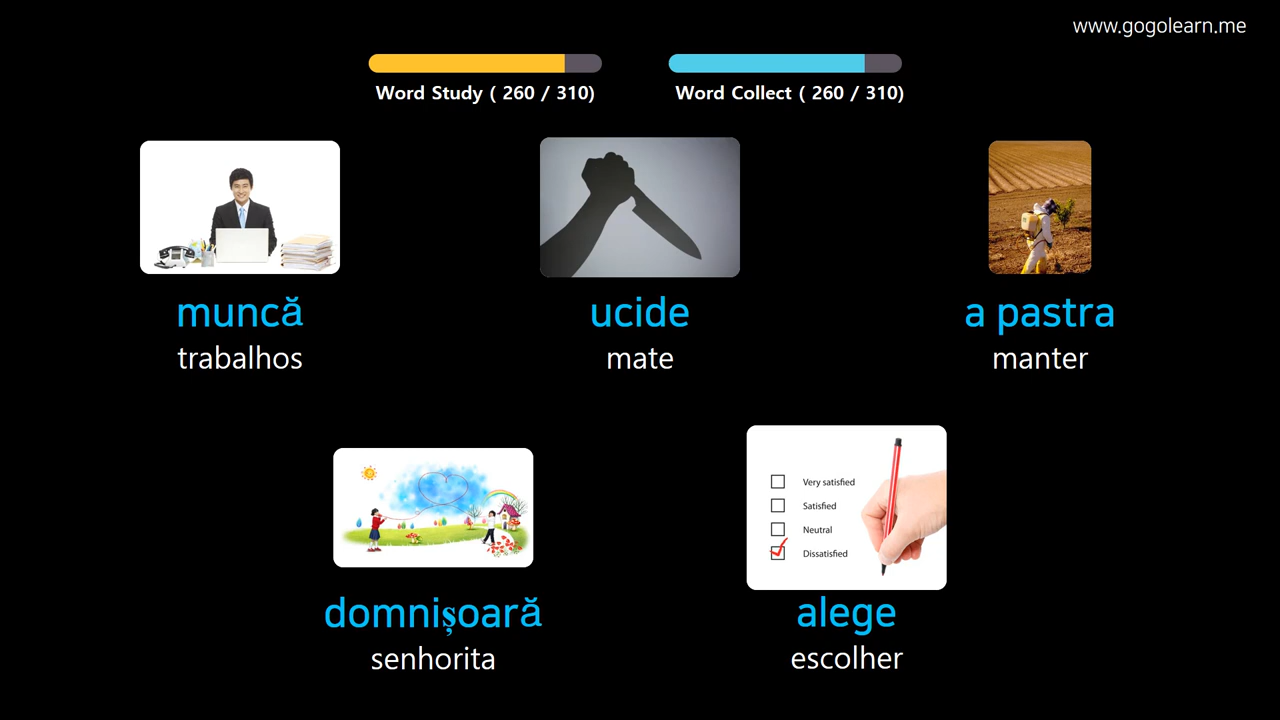 www.gogolearn.me
Word Study ( 260 / 310)
Word Collect ( 260 / 310)
muncă
trabalhos
ucide
mate
a pastra
manter
domnișoară
senhorita
Very satisfied
Satisfied
Neutral
Dissatisfied
alege
escolher